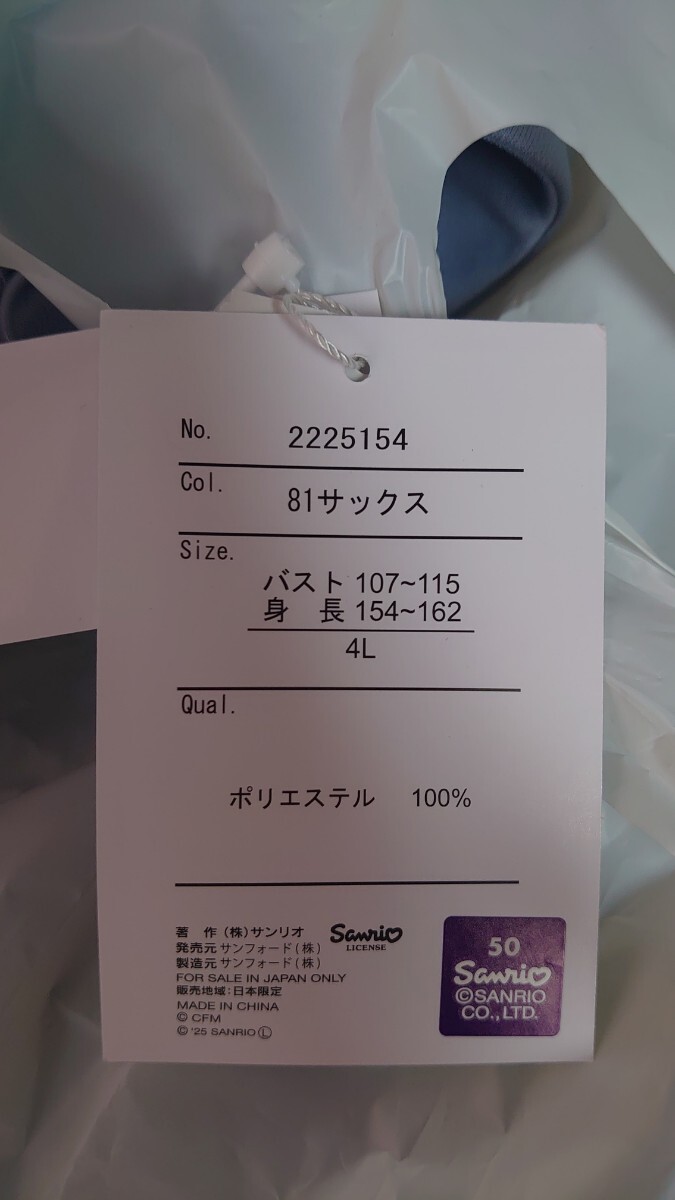 No. 2225154
Col. 81サックス
Size.
バスト 107~115
身 長 154~162
4L
Qual.
ポリエステル 100%
著 作 (株)サンリオ
発売元 サンフォード(株)
製造元 サンフォード(株)
FOR SALE IN JAPAN ONLY
販売地域:日本限定
MADE IN CHINA
© CFM
© '25 SANRIO Ⓛ
Sanrio
LICENSE
50
Sanrio
©SANRIO
CO.,LTD.